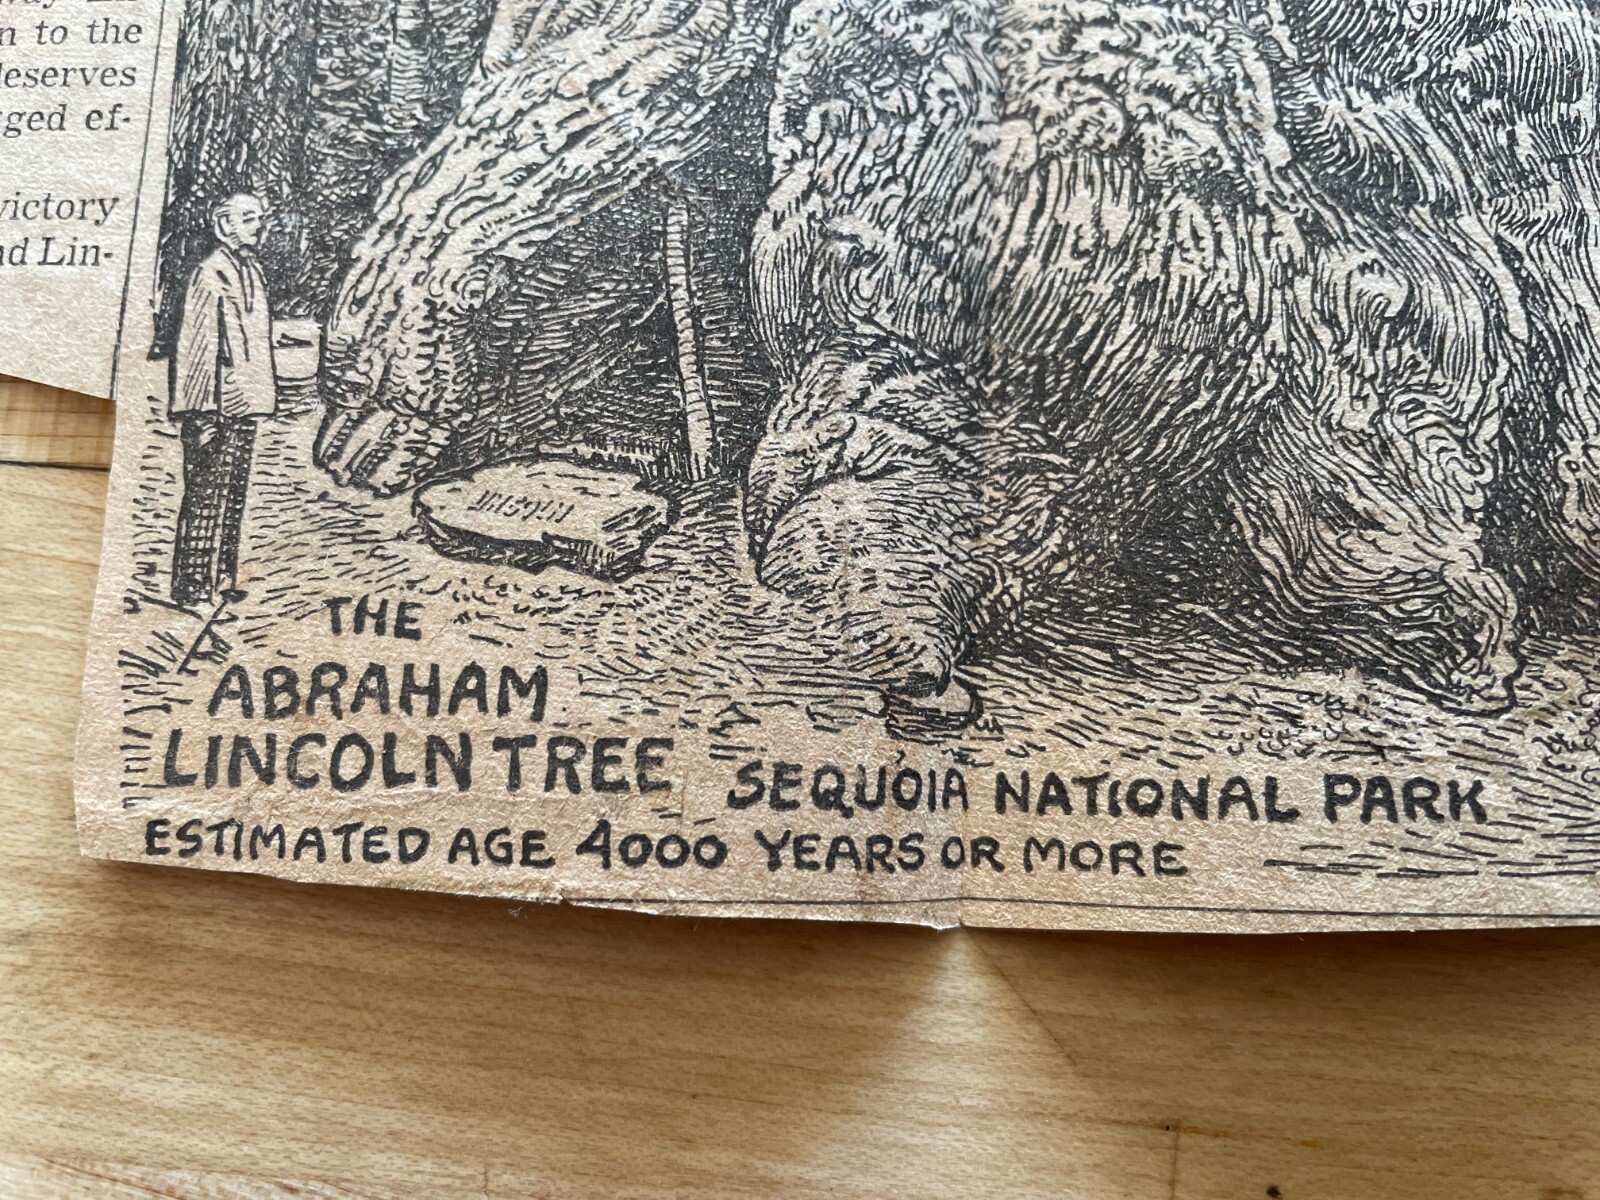 n to the
deserves
gged ef-
victory
nd Lin-
THE
ABRAHAM
LINCOLN TREE
SEQUOIA NATIONAL PARK
ESTIMATED AGE 4000 YEARS OR MORE